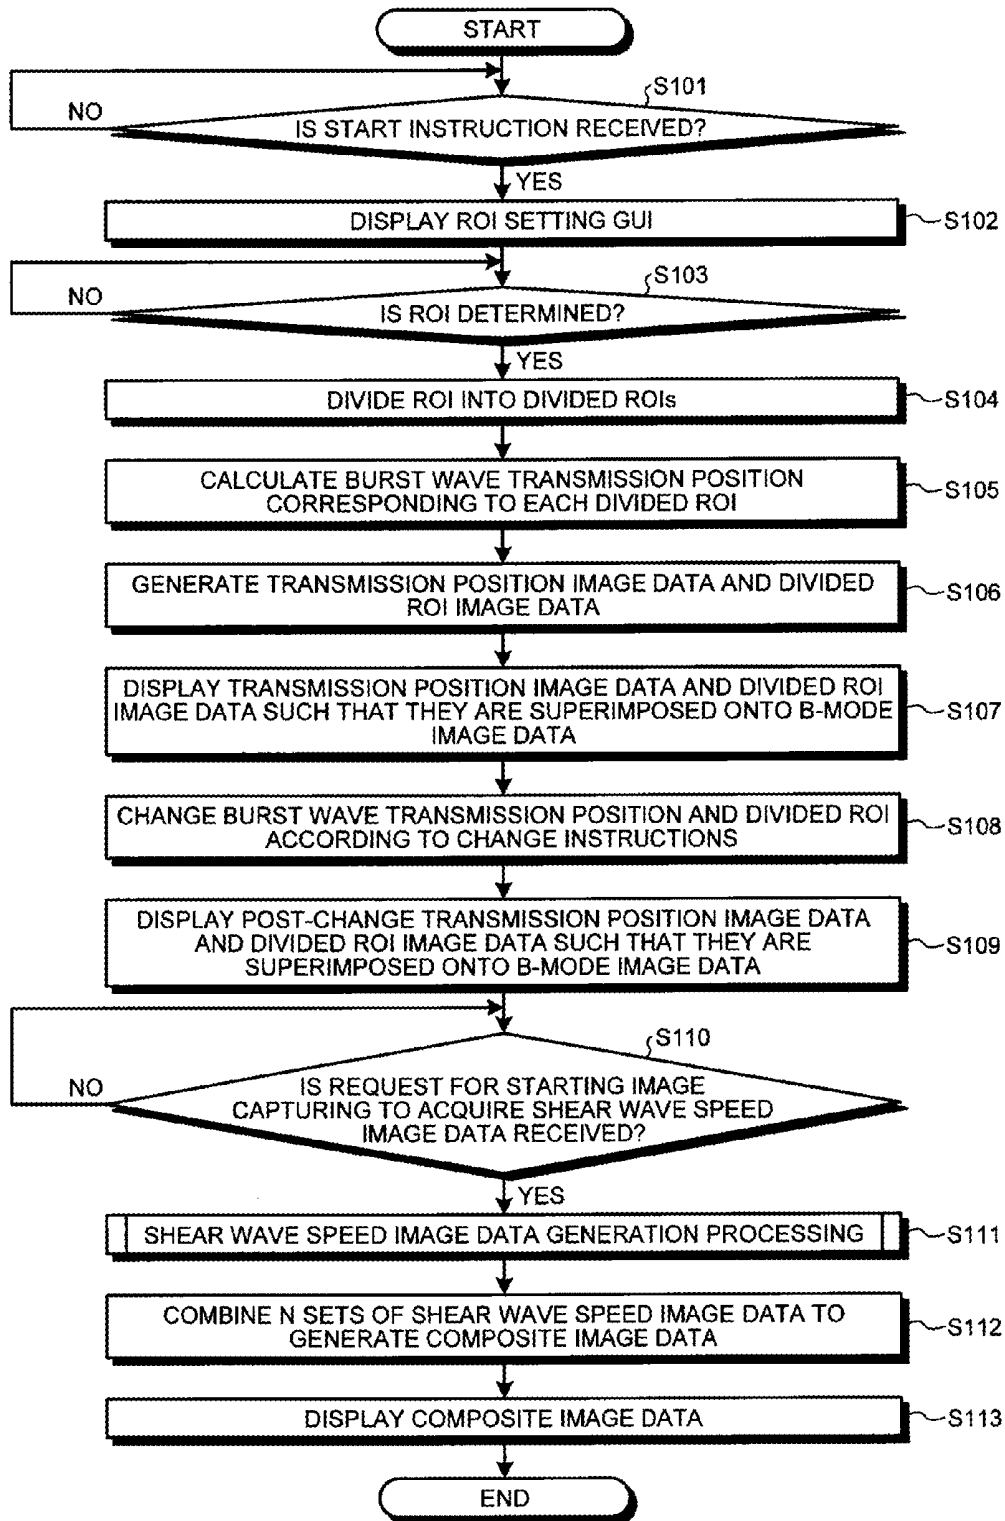 START
S101
NO
IS START INSTRUCTION RECEIVED?
YES
DISPLAY ROI SETTING GUI
S102
S103
NO
IS ROI DETERMINED?
YES
DIVIDE ROI INTO DIVIDED ROIs
S104
CALCULATE BURST WAVE TRANSMISSION POSITION
CORRESPONDING TO EACH DIVIDED ROI
S105
GENERATE TRANSMISSION POSITION IMAGE DATA AND DIVIDED
ROI IMAGE DATA
S106
DISPLAY TRANSMISSION POSITION IMAGE DATA AND DIVIDED ROI
IMAGE DATA SUCH THAT THEY ARE SUPERIMPOSED ONTO B-MODE
IMAGE DATA
S107
CHANGE BURST WAVE TRANSMISSION POSITION AND DIVIDED ROI
ACCORDING TO CHANGE INSTRUCTIONS
S108
DISPLAY POST-CHANGE TRANSMISSION POSITION IMAGE DATA
AND DIVIDED ROI IMAGE DATA SUCH THAT THEY ARE
SUPERIMPOSED ONTO B-MODE IMAGE DATA
S109
S110
NO
IS REQUEST FOR STARTING IMAGE
CAPTURING TO ACQUIRE SHEAR WAVE SPEED
IMAGE DATA RECEIVED?
YES
SHEAR WAVE SPEED IMAGE DATA GENERATION PROCESSING
S111
COMBINE N SETS OF SHEAR WAVE SPEED IMAGE DATA TO
GENERATE COMPOSITE IMAGE DATA
S112
DISPLAY COMPOSITE IMAGE DATA
S113
END